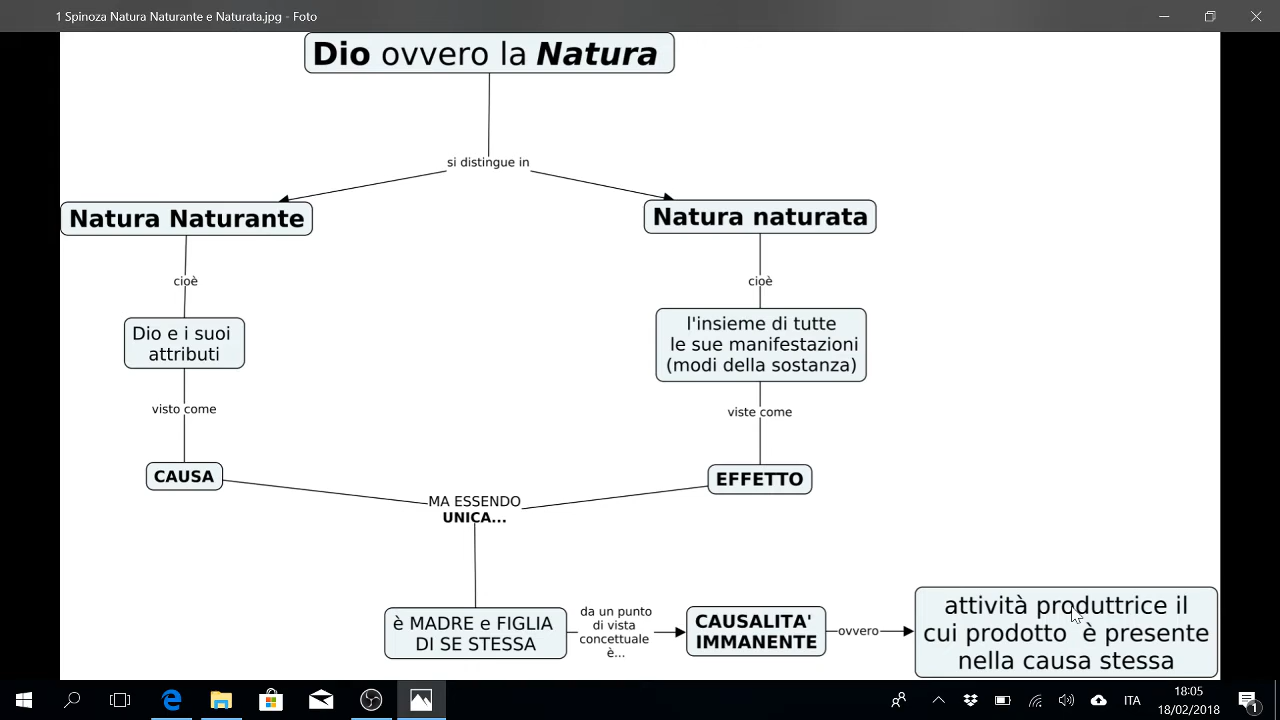 1 Spinoza Natura Naturante e Naturata.jpg - Foto
Dio ovvero la Natura
si distingue in
Natura Naturante
Natura naturata
cioè
cioè
Dio e i suoi
attributi
l'insieme di tutte
le sue manifestazioni
(modi della sostanza)
visto come
viste come
CAUSA
EFFETTO
MA ESSENDO
UNICA...
è MADRE e FIGLIA
DI SE STESSA
da un punto
di vista
concettuale
è...
CAUSALITA'
IMMANENTE
ovvero
attività produttrice il
cui prodotto è presente
nella causa stessa
ITA
18:05
18/02/2018
1